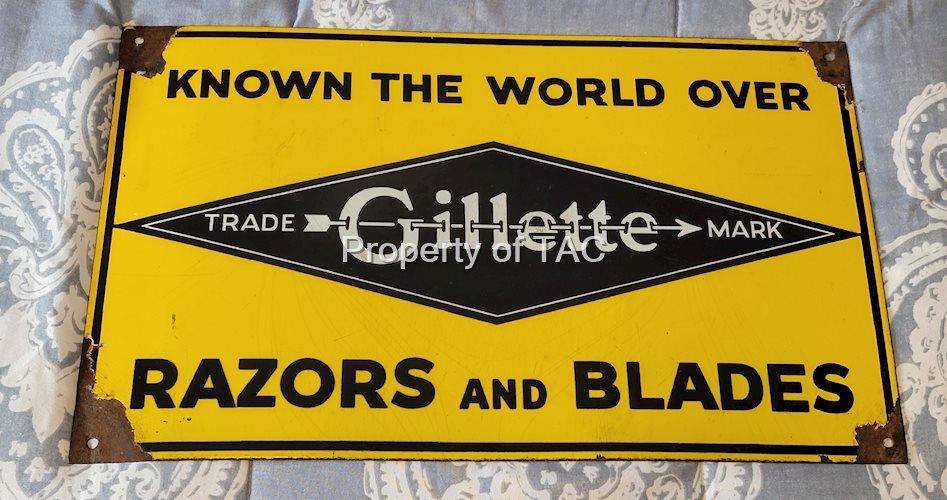 KNOWN THE WORLD OVER
TRADE Gillette MARK
Property of TAC
RAZORS AND BLADES